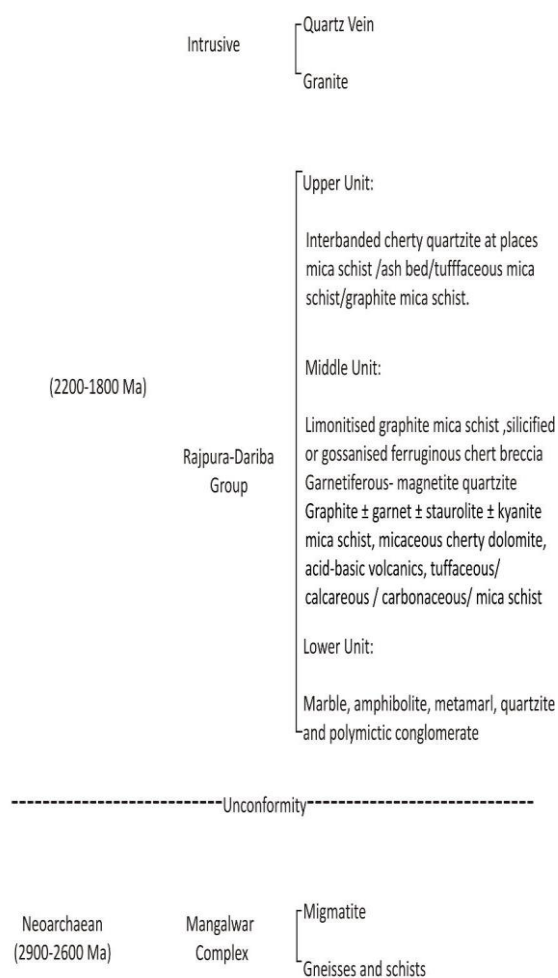 Intrusive
Quartz Vein
Granite
(2200-1800 Ma)
Rajpura-Dariba
Group
Upper Unit:
Interbanded cherty quartzite at places
mica schist /ash bed/tufffaceous mica
schist/graphite mica schist.
Middle Unit:
Limonitised graphite mica schist ,silicified
or gossanised ferruginous chert breccia
Garnetiferous- magnetite quartzite
Graphite ± garnet ± staurolite ± kyanite
mica schist, micaceous cherty dolomite,
acid-basic volcanics, tuffaceous/
calcareous / carbonaceous/ mica schist
Lower Unit:
Marble, amphibolite, metamarl, quartzite
and polymictic conglomerate
Unconformity
Neoarchaean
(2900-2600 Ma)
Mangalwar
Complex
Migmatite
Gneisses and schists